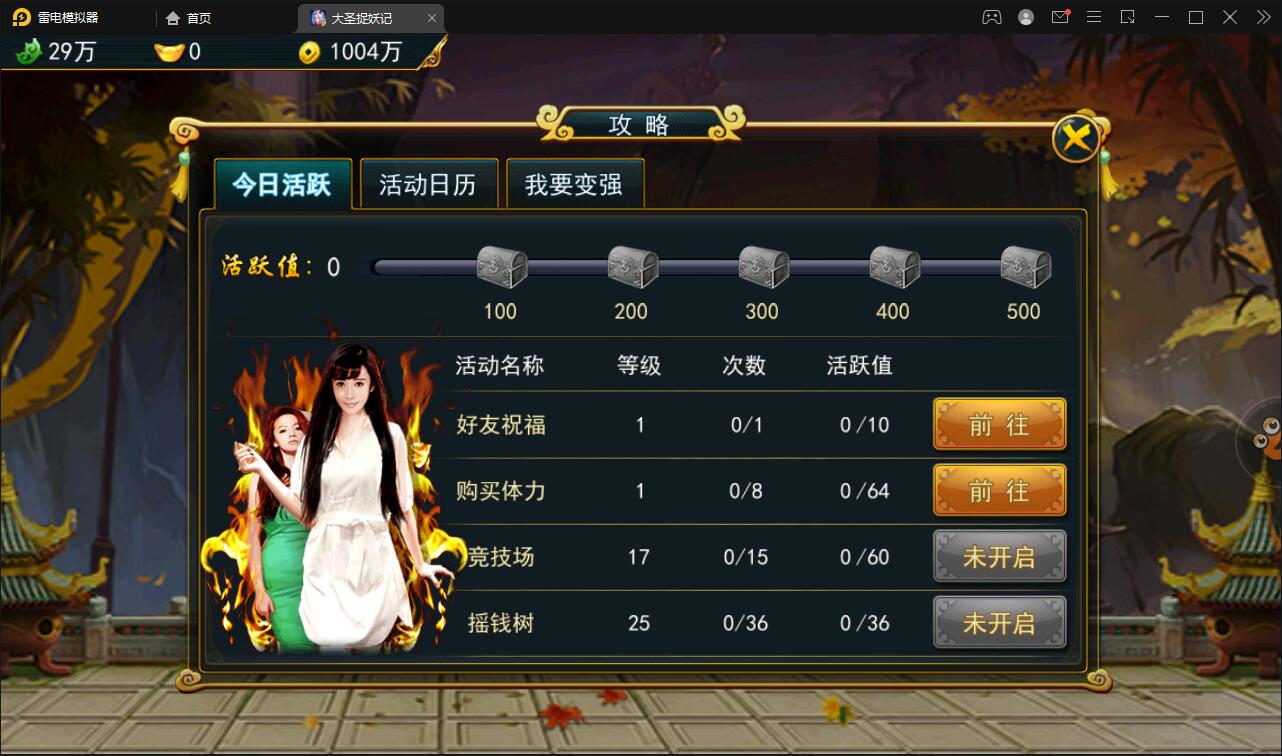 雷电模拟器 首页 大圣捉妖记
29万 0 1004万
攻略
今日活跃 活动日历 我要变强
活跃值: 0
100 200 300 400 500
活动名称 等级 次数 活跃值
好友祝福 1 0/1 0/10 前往
购买体力 1 0/8 0/64 前往
竞技场 17 0/15 0/60 未开启
摇钱树 25 0/36 0/36 未开启